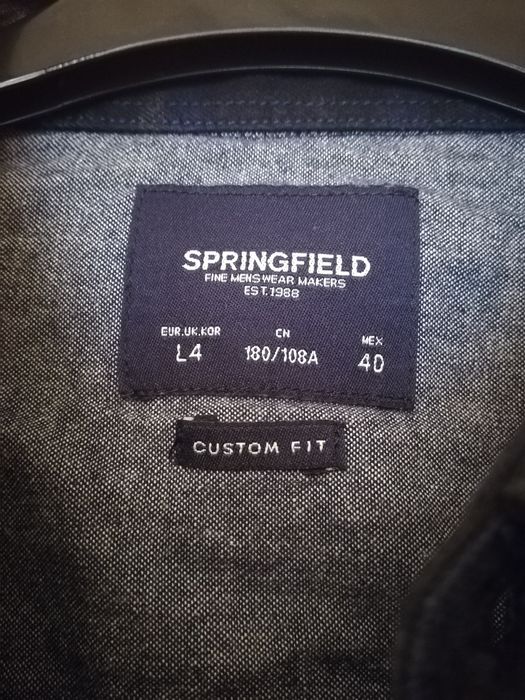 SPRINGFIELD
FINE MENSWEAR MAKERS
EST.1988
EUR.UK.KOR CN MEX
L4 180/108A 40
CUSTOM FIT